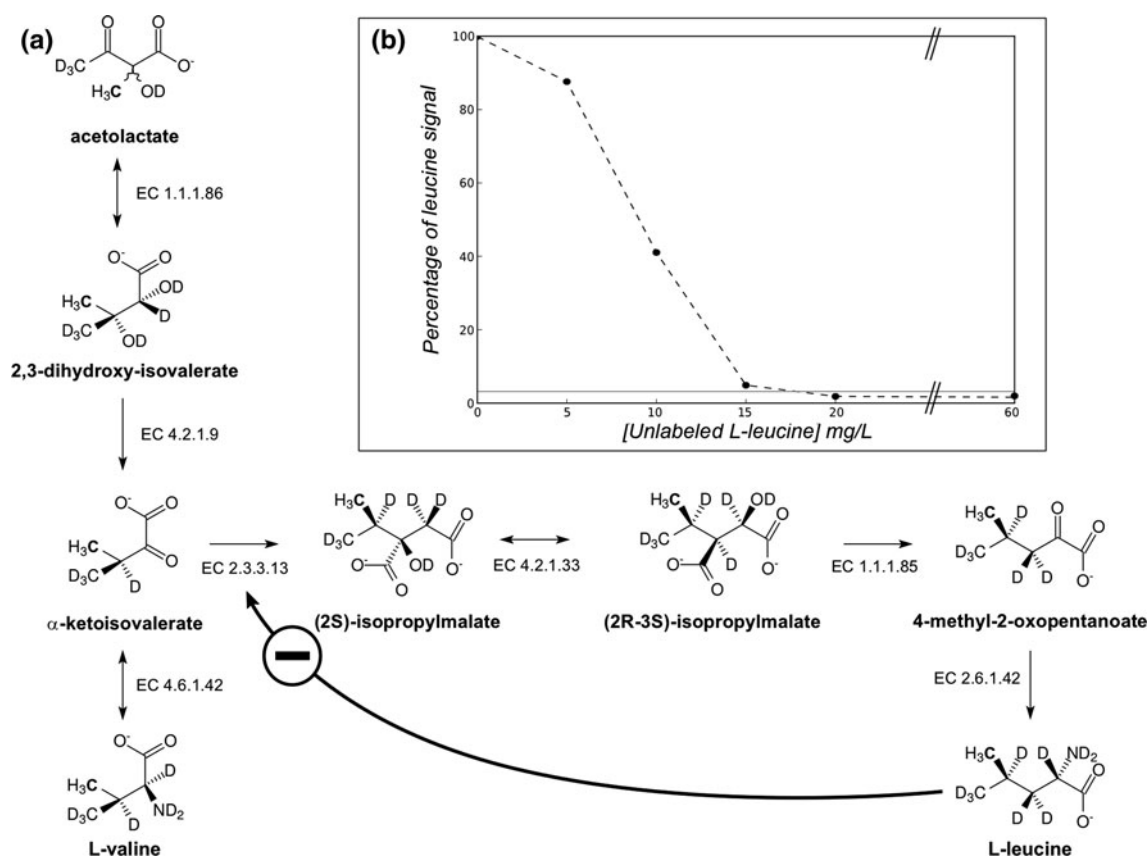 (a)
O
O
D3C
O-
H3C
OD
acetolactate
EC 1.1.1.86
O-
O
H3C
OD
D3C
D
OD
2,3-dihydroxy-isovalerate
EC 4.2.1.9
O-
O
H3C
O
D3C
D
α-ketoisovalerate
EC 4.6.1.42
O-
O
H3C
D
D3C
ND2
D
L-valine
(b)
Percentage of leucine signal
100
80
60
40
20
0
0 5 10 15 20 60
[Unlabeled L-leucine] mg/L
EC 2.3.3.13
H3C D D D
D3C O
O- OD O-
O
(2S)-isopropylmalate
EC 4.2.1.33
H3C D D OD
D3C O
O- D O-
O
(2R-3S)-isopropylmalate
EC 1.1.1.85
H3C D O
D3C O
D D O-
4-methyl-2-oxopentanoate
EC 2.6.1.42
H3C D D ND2
D3C O
D D O-
L-leucine